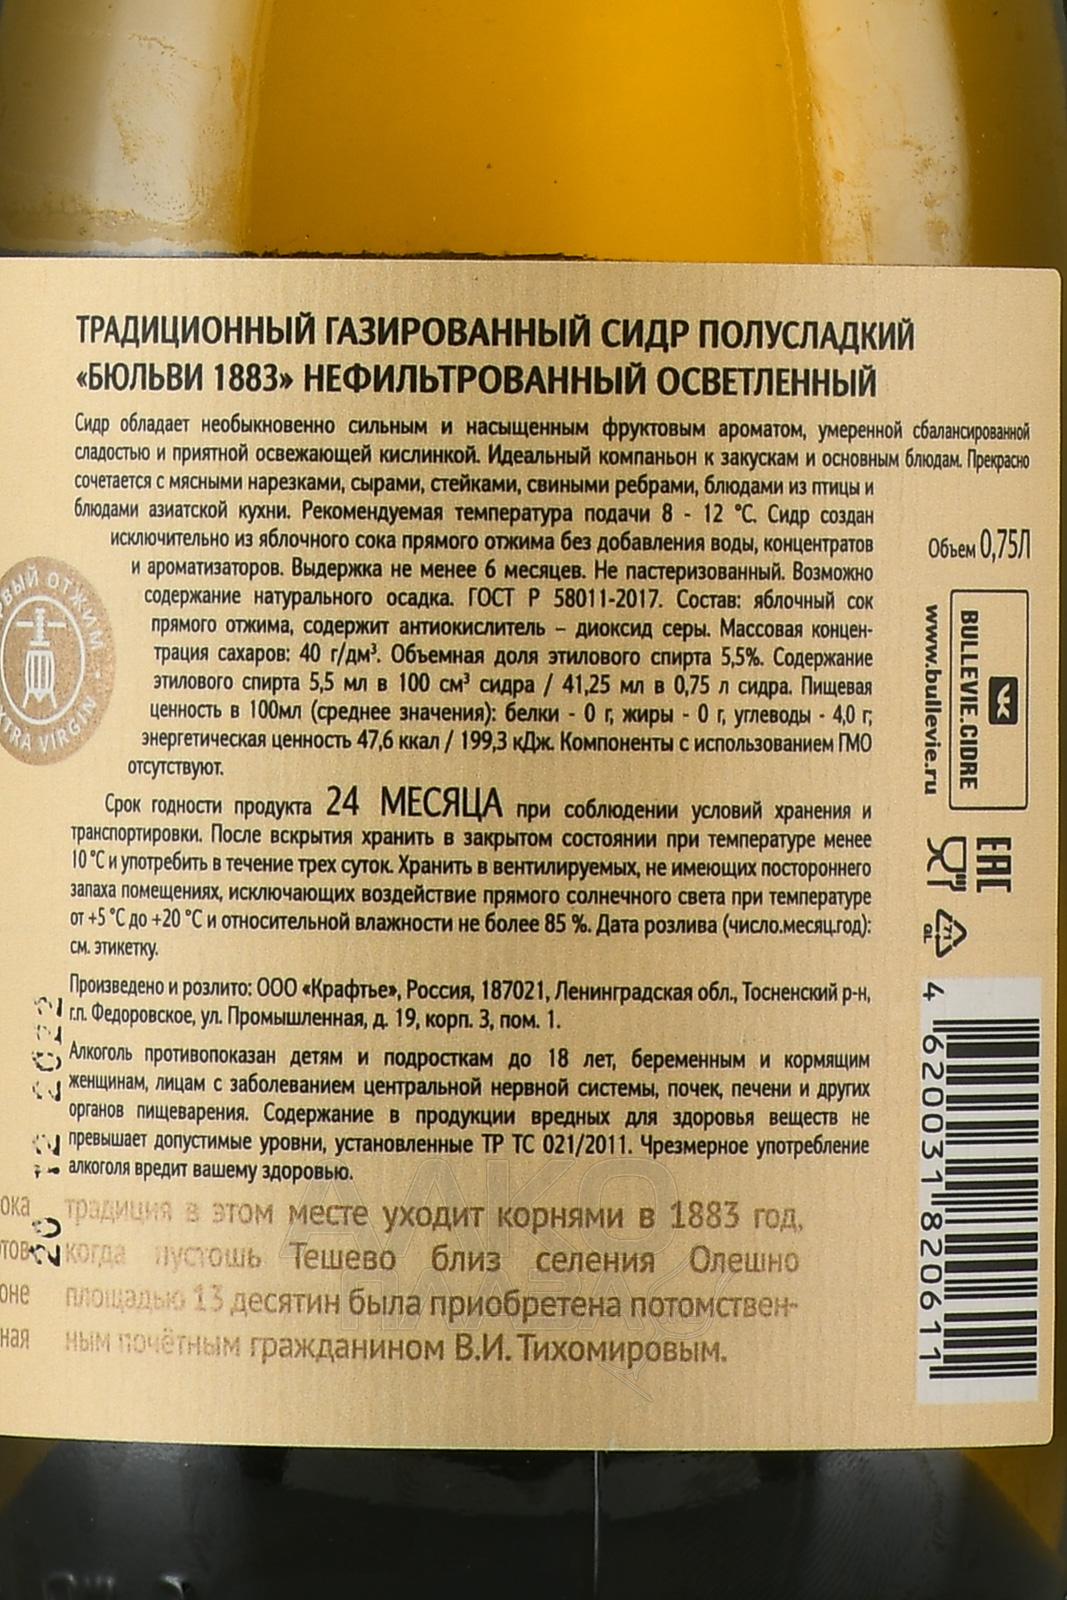 ТРАДИЦИОННЫЙ ГАЗИРОВАННЫЙ СИДР ПОЛУСЛАДКИЙ
«БЮЛЬВИ 1883» НЕФИЛЬТРОВАННЫЙ ОСВЕТЛЕННЫЙ
Сидр обладает необыкновенно сильным и насыщенным фруктовым ароматом, умеренной сбалансированной
сладостью и приятной освежающей кислинкой. Идеальный компаньон к закускам и основным блюдам. Прекрасно
сочетается с мясными нарезками, сырами, стейками, свиными ребрами, блюдами из птицы и
блюдами азиатской кухни. Рекомендуемая температура подачи 8 - 12 °С. Сидр создан
исключительно из яблочного сока прямого отжима без добавления воды, концентратов
и ароматизаторов. Выдержка не менее 6 месяцев. Не пастеризованный. Возможно
содержание натурального осадка. ГОСТ Р 58011-2017. Состав: яблочный сок
прямого отжима, содержит антиокислитель – диоксид серы. Массовая концен-
трация сахаров: 40 г/дм³. Объемная доля этилового спирта 5,5%. Содержание
этилового спирта 5,5 мл в 100 см³ сидра / 41,25 мл в 0,75 л сидра. Пищевая
ценность в 100мл (среднее значения): белки - 0 г, жиры - 0 г, углеводы - 4,0 г;
энергетическая ценность 47,6 ккал / 199,3 кДж. Компоненты с использованием ГМО
отсутствуют.
Срок годности продукта 24 МЕСЯЦА при соблюдении условий хранения и
транспортировки. После вскрытия хранить в закрытом состоянии при температуре менее
10 °С и употребить в течение трех суток. Хранить в вентилируемых, не имеющих постороннего
запаха помещениях, исключающих воздействие прямого солнечного света при температуре
от +5 °С до +20 °С и относительной влажности не более 85 %. Дата розлива (число.месяц.год):
см. этикетку.
Произведено и розлито: ООО «Крафтье», Россия, 187021, Ленинградская обл., Тосненский р-н,
г.п. Федоровское, ул. Промышленная, д. 19, корп. 3, пом. 1.
Алкоголь противопоказан детям и подросткам до 18 лет, беременным и кормящим
женщинам, лицам с заболеванием центральной нервной системы, почек, печени и других
органов пищеварения. Содержание в продукции вредных для здоровья веществ не
превышает допустимые уровни, установленные ТР ТС 021/2011. Чрезмерное употребление
алкоголя вредит вашему здоровью.
традиция в этом месте уходит корнями в 1883 год,
когда пустошь Тешево близ селения Олешно
площадью 13 десятин была приобретена потомствен-
ным почётным гражданином В.И. Тихомировым.
ОТЖИМ
VIRGIN
Объем 0,75Л
BULLEVIE.CIDRE
www.bullevie.ru
EAC
71
GL
4 620031 820611
20 12 2022
АЛКО
ПЛАЗА